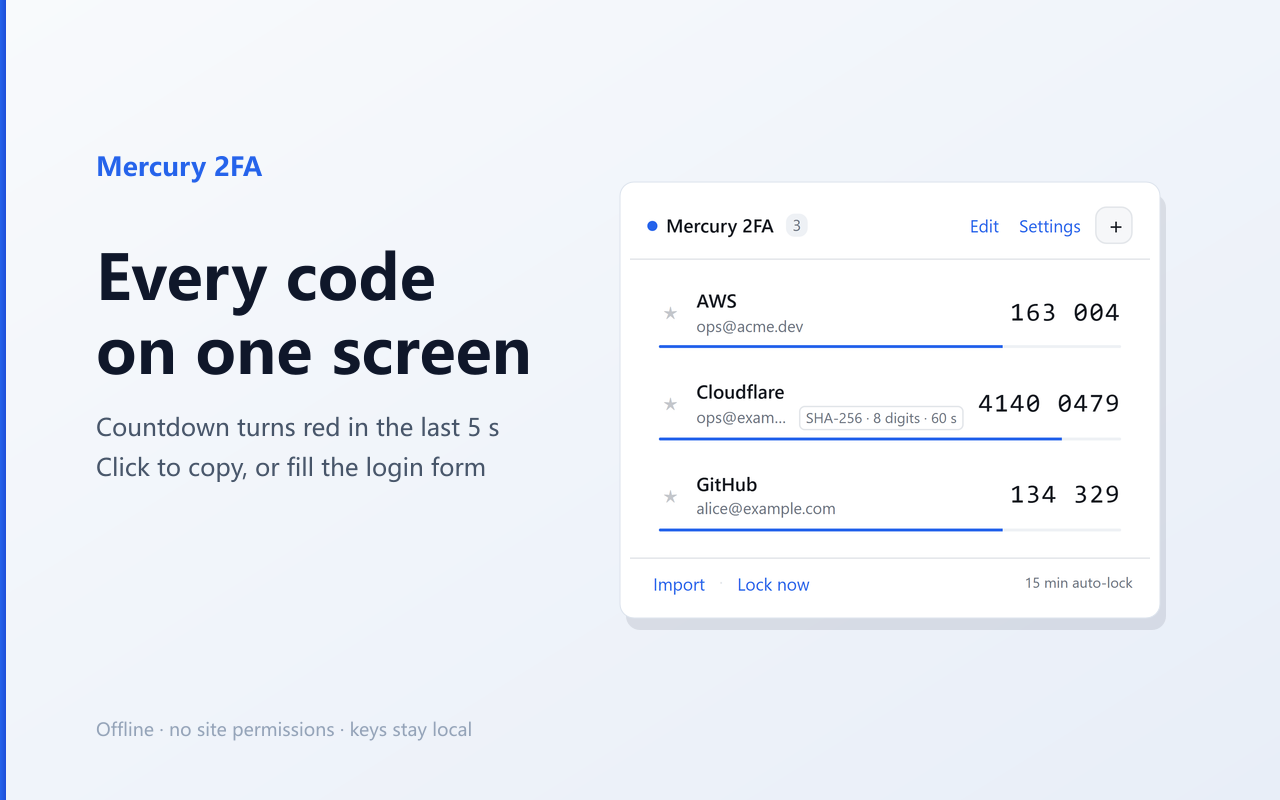 Mercury 2FA
Every code
on one screen
Countdown turns red in the last 5 s
Click to copy, or fill the login form
Offline · no site permissions · keys stay local
Mercury 2FA 3 Edit Settings +
AWS
ops@acme.dev
163 004
Cloudflare
ops@exam... SHA-256 · 8 digits · 60 s
4140 0479
GitHub
alice@example.com
134 329
Import · Lock now 15 min auto-lock